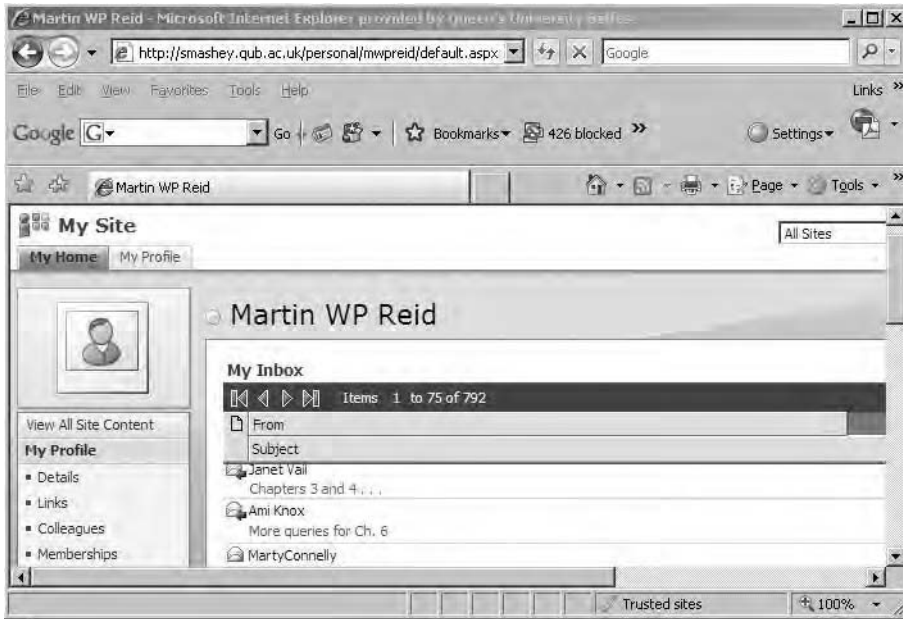 Martin WP Reid - Microsoft Internet Explorer provided by Queen's University Belfas
http://smashey.qub.ac.uk/personal/mwpreid/default.aspx Google
File Edit View Favorites Tools Help Links »
Google G Go Bookmarks 426 blocked » Settings
Martin WP Reid Page Tools »
My Site
All Sites
My Home My Profile
Martin WP Reid
My Inbox
Items 1 to 75 of 792
View All Site Content
From
My Profile
Subject
Details
Janet Vail
Chapters 3 and 4 . . .
Links
Ami Knox
Colleagues
More queries for Ch. 6
Memberships
MartyConnelly
Trusted sites 100%